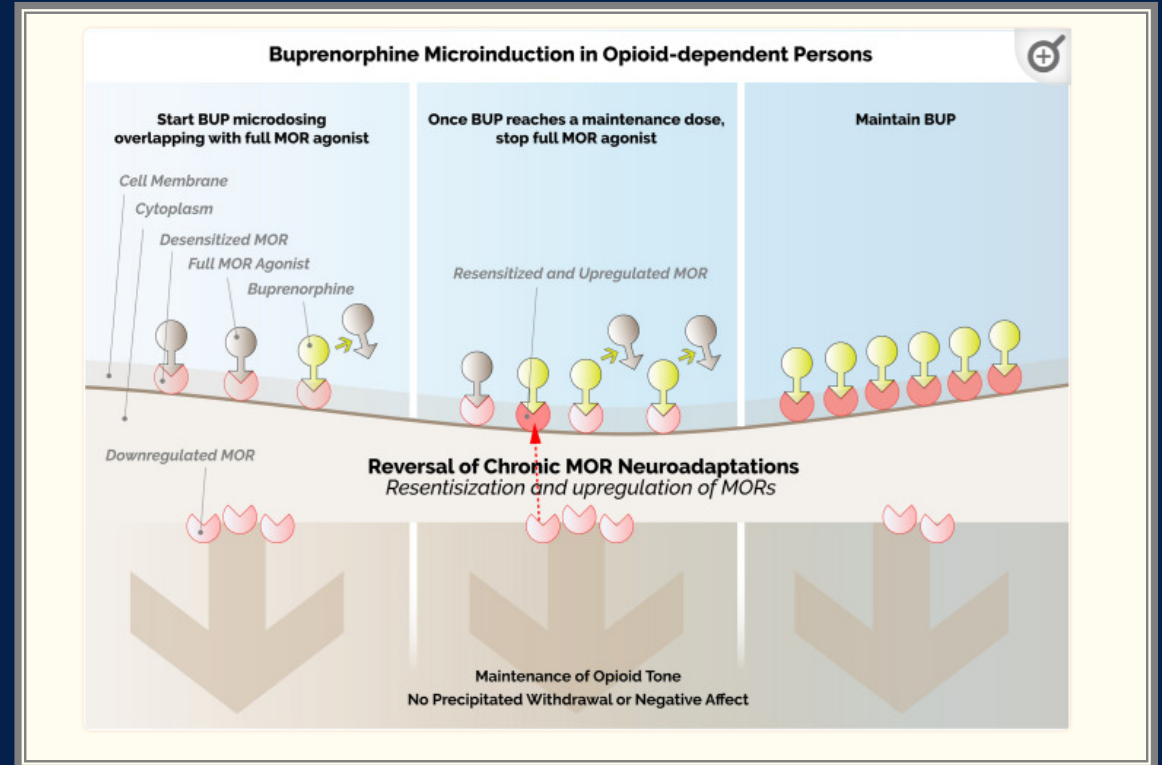 Buprenorphine Microinduction in Opioid-dependent Persons
Start BUP microdosing
overlapping with full MOR agonist
Once BUP reaches a maintenance dose,
stop full MOR agonist
Maintain BUP
Cell Membrane
Cytoplasm
Desensitized MOR
Full MOR Agonist
Buprenorphine
Resensitized and Upregulated MOR
Downregulated MOR
Reversal of Chronic MOR Neuroadaptations
Resentisization and upregulation of MORs
Maintenance of Opioid Tone
No Precipitated Withdrawal or Negative Affect